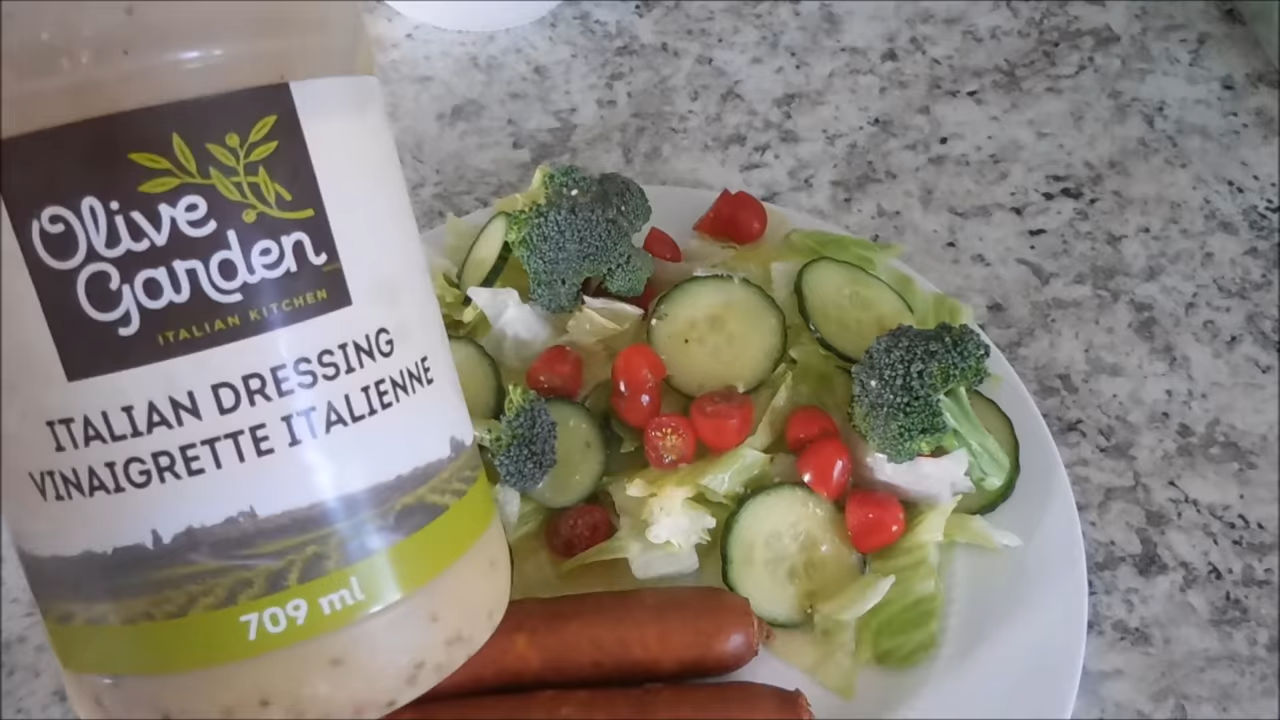 Olive
Garden
ITALIAN KITCHEN
ITALIAN DRESSING
VINAIGRETTE ITALIENNE
709 ml